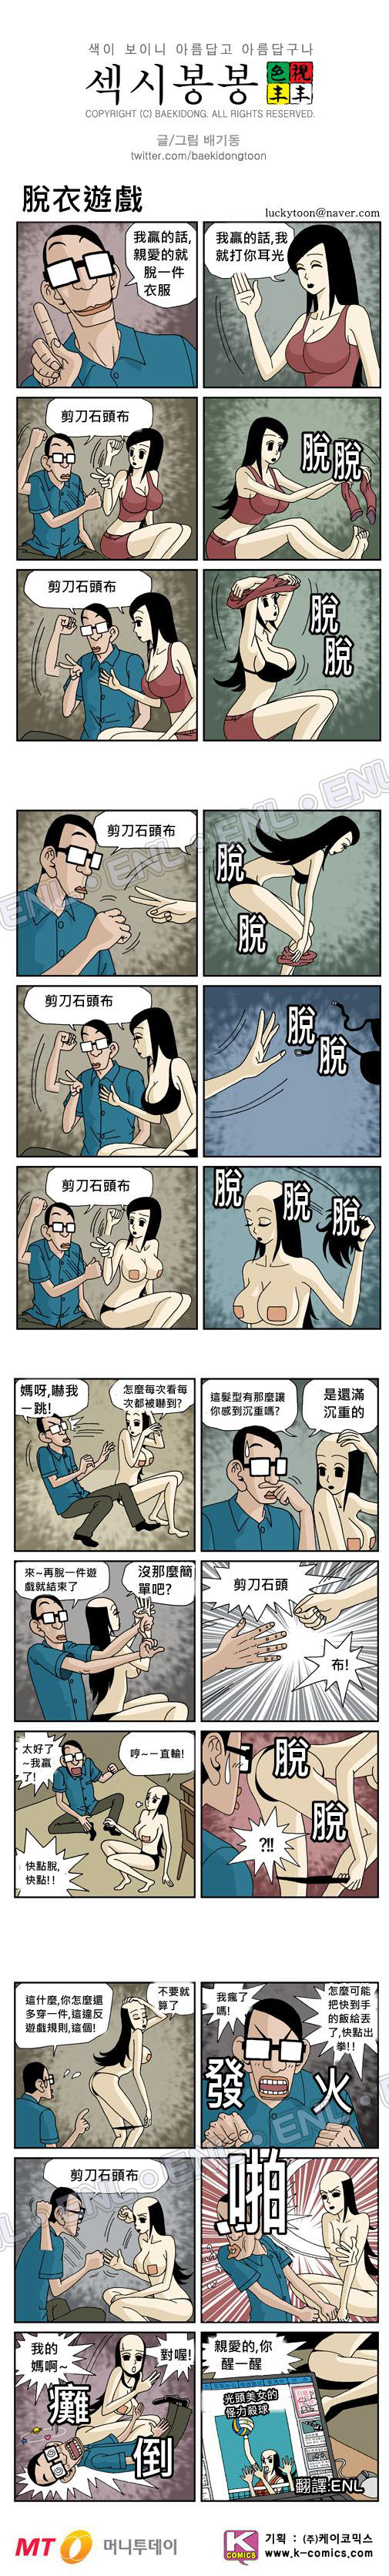 색이 보이니 아름답고 아름답구나
섹시봉봉
色視
丰丰
COPYRIGHT (C) BAEKIDONG. ALL RIGHTS RESERVED.
글/그림 배기동
twitter.com/baekidongtoon
脫衣遊戲
luckytoon@naver.com
我贏的話,
親愛的就
脫一件
衣服
我贏的話,我
就打你耳光
剪刀石頭布
脫
脫
剪刀石頭布
脫
脫
剪刀石頭布
脫
脫
剪刀石頭布
脫
脫
剪刀石頭布
脫
脫
脫
媽呀,嚇我
一跳!
怎麼每次看每
次都被嚇到?
這髮型有那麼讓
你感到沉重嗎?
是還滿
沉重的
來~再脫一件遊
戲就結束了
沒那麼簡
單吧?
剪刀石頭
布!
太好了
~我贏
了!
哼~一直輸!
快點脫,
快點!!
脫
脫
?!!
這什麼,你怎麼還
多穿一件,這違反
遊戲規則,這個!
不要就
算了
我瘋了
嗎!
怎麼可能
把快到手
的飯給丟
了,快點出
拳!!
發
火
剪刀石頭布
啪
我的
媽啊~
對喔!
癱
倒
親愛的,你
醒一醒
光頭美女的
怪力殺球
翻譯:ENL
ENL
ENL
ENL
ENL
ENL
ENL
MT 머니투데이
K COMICS
기획 : (주)케이코믹스
www.k-comics.com